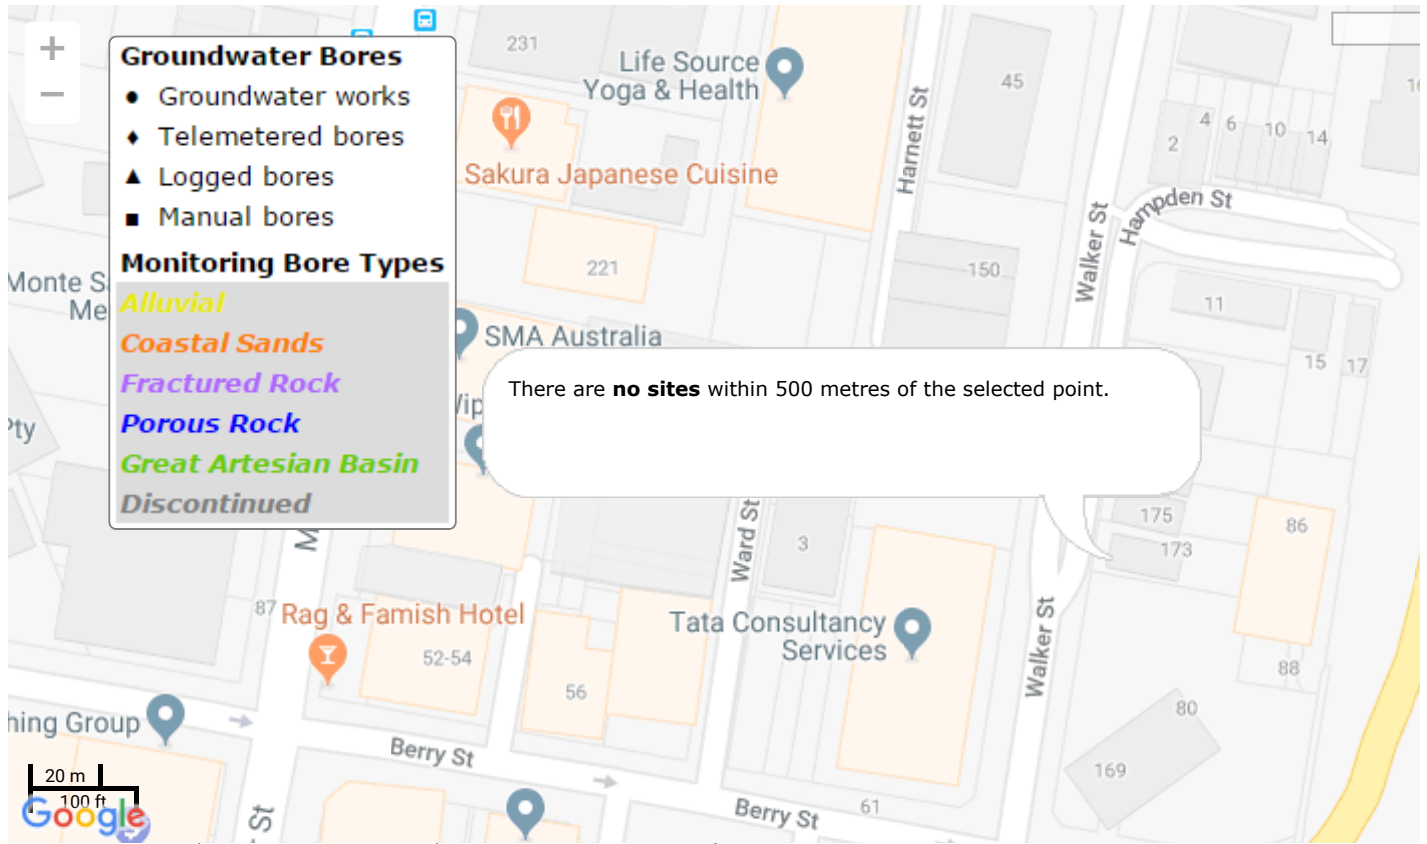 231
Life Source
Yoga & Health
45
Harnett St
2
4
6
10
14
Groundwater Bores
Groundwater works
Telemetered bores
Logged bores
Manual bores
Monitoring Bore Types
Alluvial
Coastal Sands
Fractured Rock
Porous Rock
Great Artesian Basin
Discontinued
Sakura Japanese Cuisine
Hampden St
Walker St
221
150
11
15
17
Monte S
Me
SMA Australia
There are no sites within 500 metres of the selected point.
Pty
Ward St
3
175
173
86
M
87
Rag & Famish Hotel
52-54
56
Tata Consultancy
Services
Walker St
88
80
169
hing Group
Berry St
Berry St
61
20 m
100 ft
Google
St